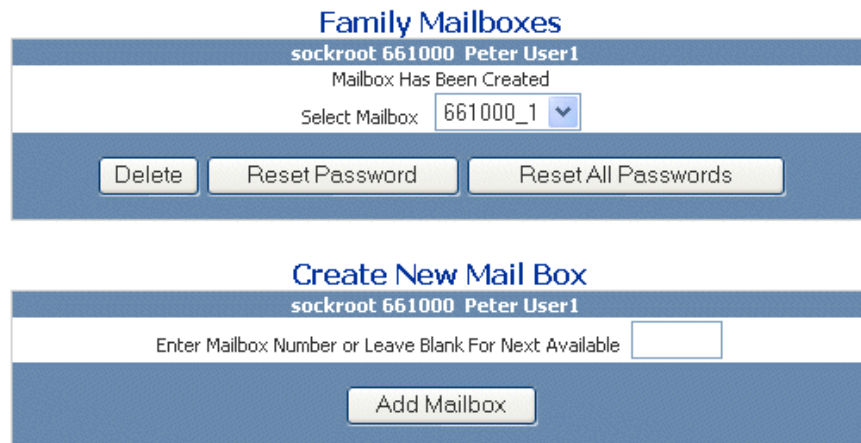 Family Mailboxes
sockroot 661000 Peter User1
Mailbox Has Been Created
Select Mailbox 661000_1
Delete Reset Password Reset All Passwords
Create New Mail Box
sockroot 661000 Peter User1
Enter Mailbox Number or Leave Blank For Next Available
Add Mailbox